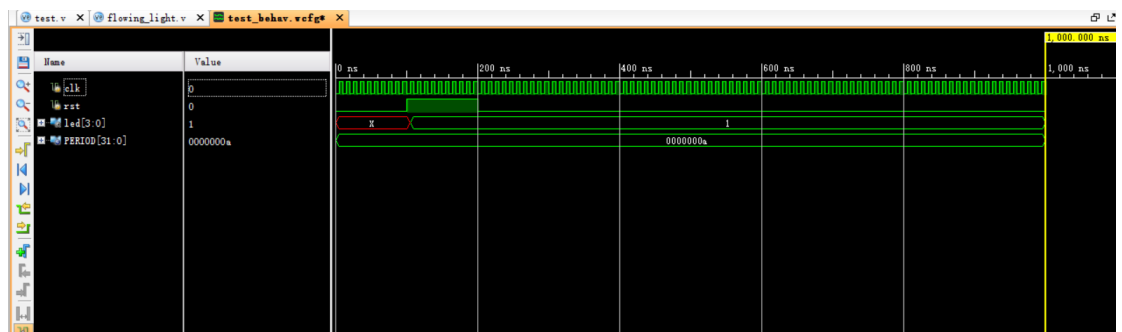 test.v flowing_light.v test_behav.wcfg*
1,000.000 ns
Name Value
0 ns 200 ns 400 ns 600 ns 800 ns 1,000 ns
clk 0
rst 0
led[3:0] 1 X 1
PERIOD[31:0] 0000000a 0000000a